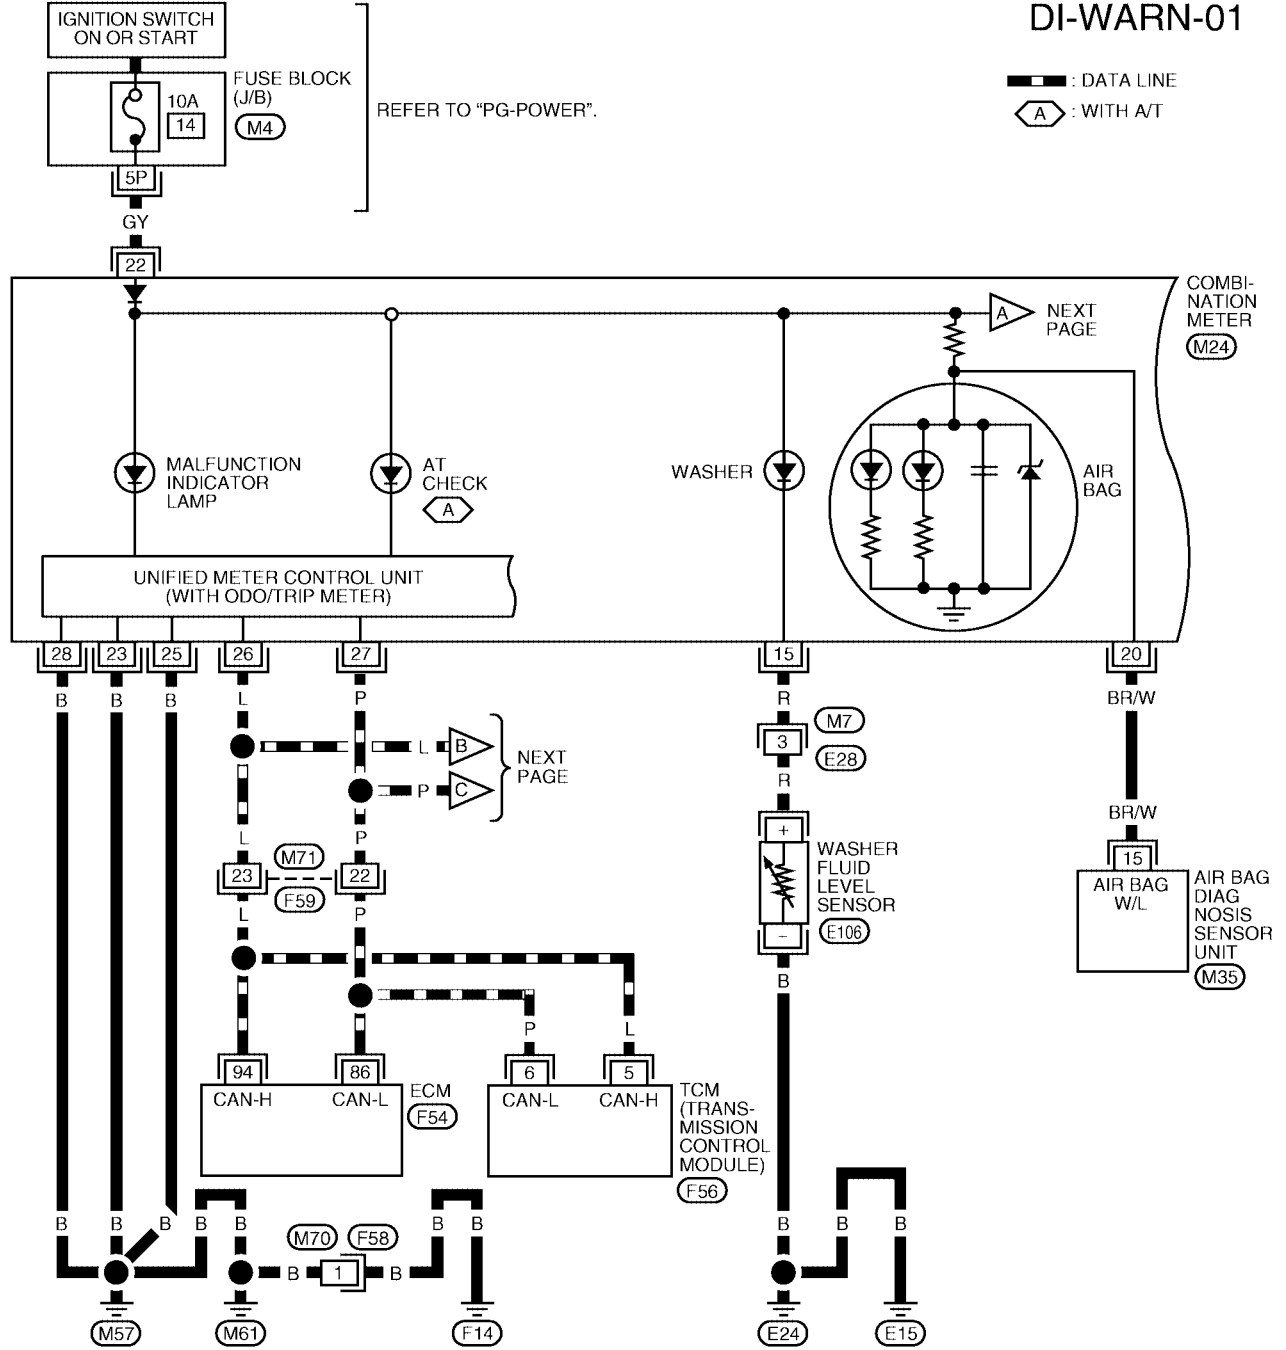 DI-WARN-01
IGNITION SWITCH
ON OR START
FUSE BLOCK
(J/B)
M4
10A
14
REFER TO “PG-POWER”.
: DATA LINE
A : WITH A/T
5P
GY
22
COMBI-
NATION
METER
M24
A
NEXT
PAGE
MALFUNCTION
INDICATOR
LAMP
AT
CHECK
A
WASHER
AIR
BAG
UNIFIED METER CONTROL UNIT
(WITH ODO/TRIP METER)
28 23 25 26 27 15 20
B B B L P R BR/W
L B
P C
NEXT
PAGE
M7
3
E28
R
L P
M71
23 22
F59
L P
+
WASHER
FLUID
LEVEL
SENSOR
E106
–
B
BR/W
15
AIR BAG
W/L
AIR BAG
DIAG
NOSIS
SENSOR
UNIT
M35
P L
94 86 6 5
CAN-H CAN-L CAN-L CAN-H
ECM
F54
TCM
(TRANS-
MISSION
CONTROL
MODULE)
F56
B B B B B B B B B B
M70 F58
B 1 B
M57 M61 F14 E24 E15